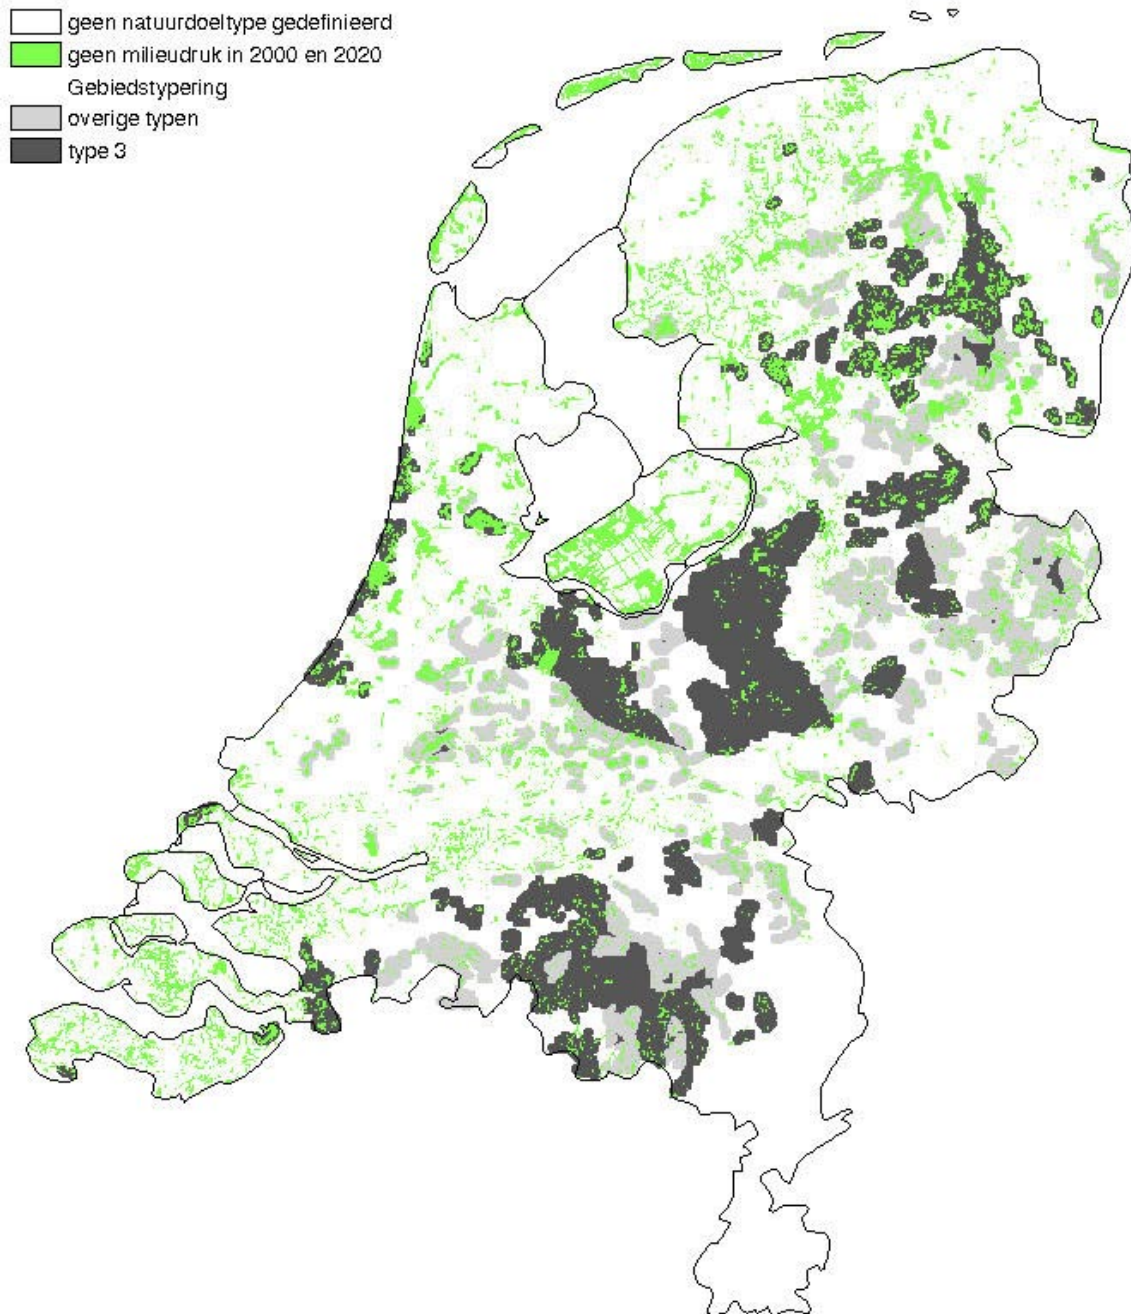 geen natuurdoeltype gedefinieerd
geen milieudruk in 2000 en 2020
Gebiedstypering
overige typen
type 3